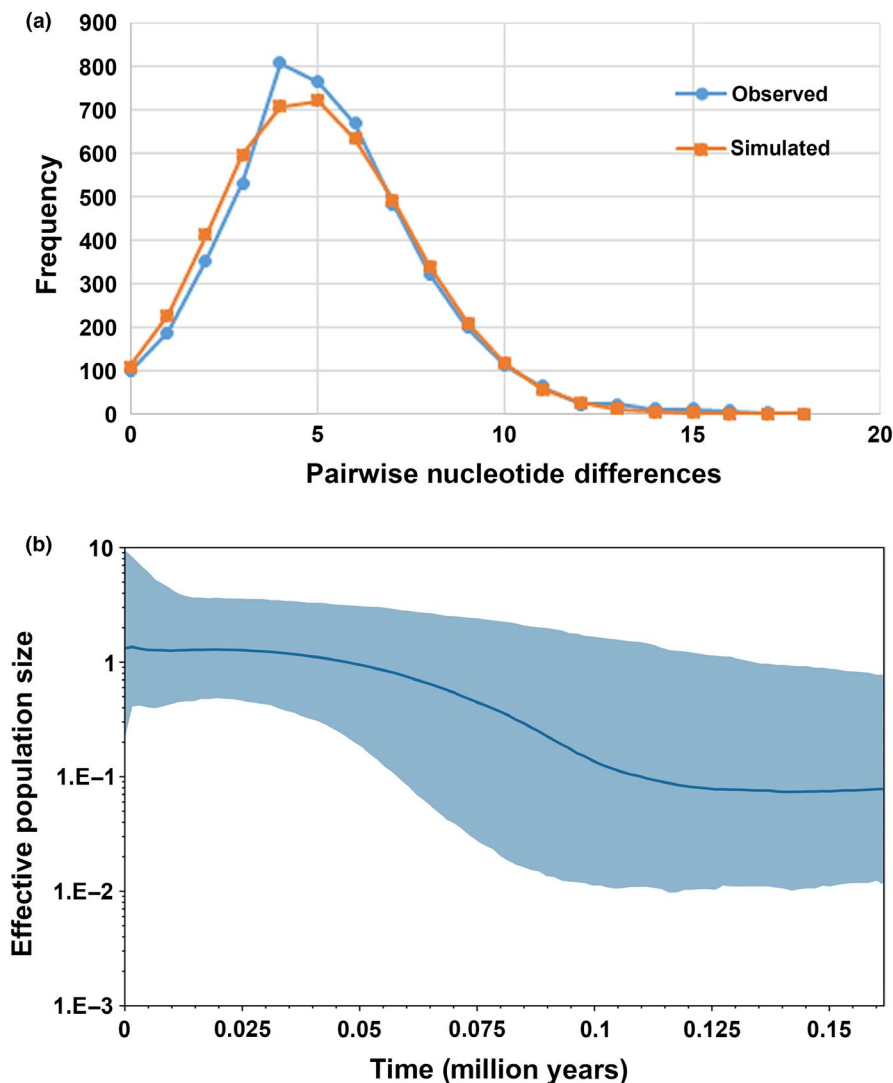 (a)
900
800
700
600
500
400
300
200
100
0
Frequency
Observed
Simulated
0 5 10 15 20
Pairwise nucleotide differences
(b)
10
1
1.E–1
1.E–2
1.E–3
Effective population size
0 0.025 0.05 0.075 0.1 0.125 0.15
Time (million years)